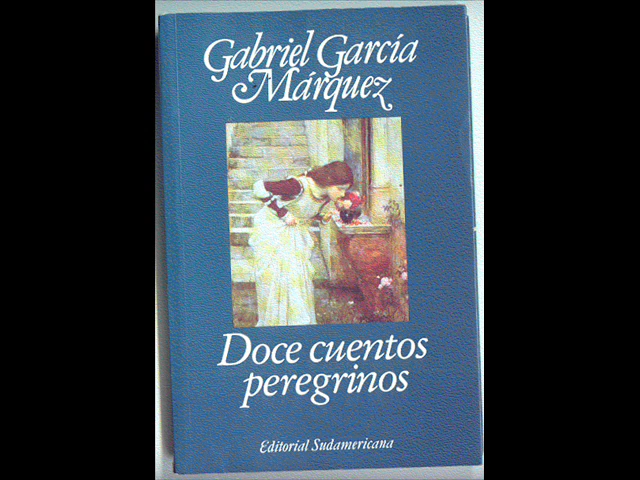 Gabriel García
Márquez
Doce cuentos
peregrinos
Editorial Sudamericana